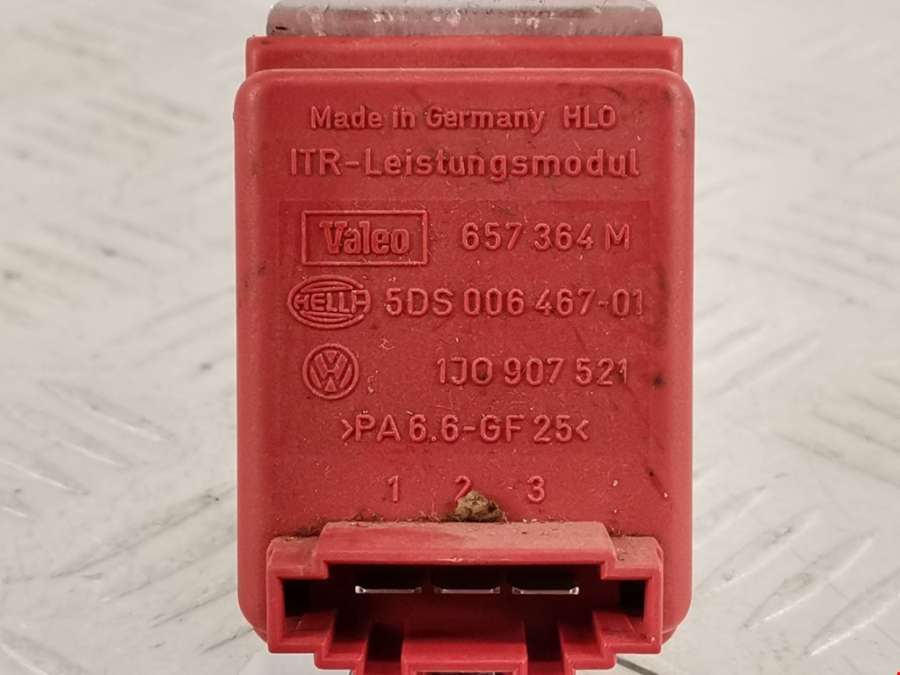 Made in Germany HLO
ITR-Leistungsmodul
Valeo 657 364 M
HELLA 5DS 006 467-01
VW 1J0 907 521
>PA 6.6-GF 25<
1 2 3